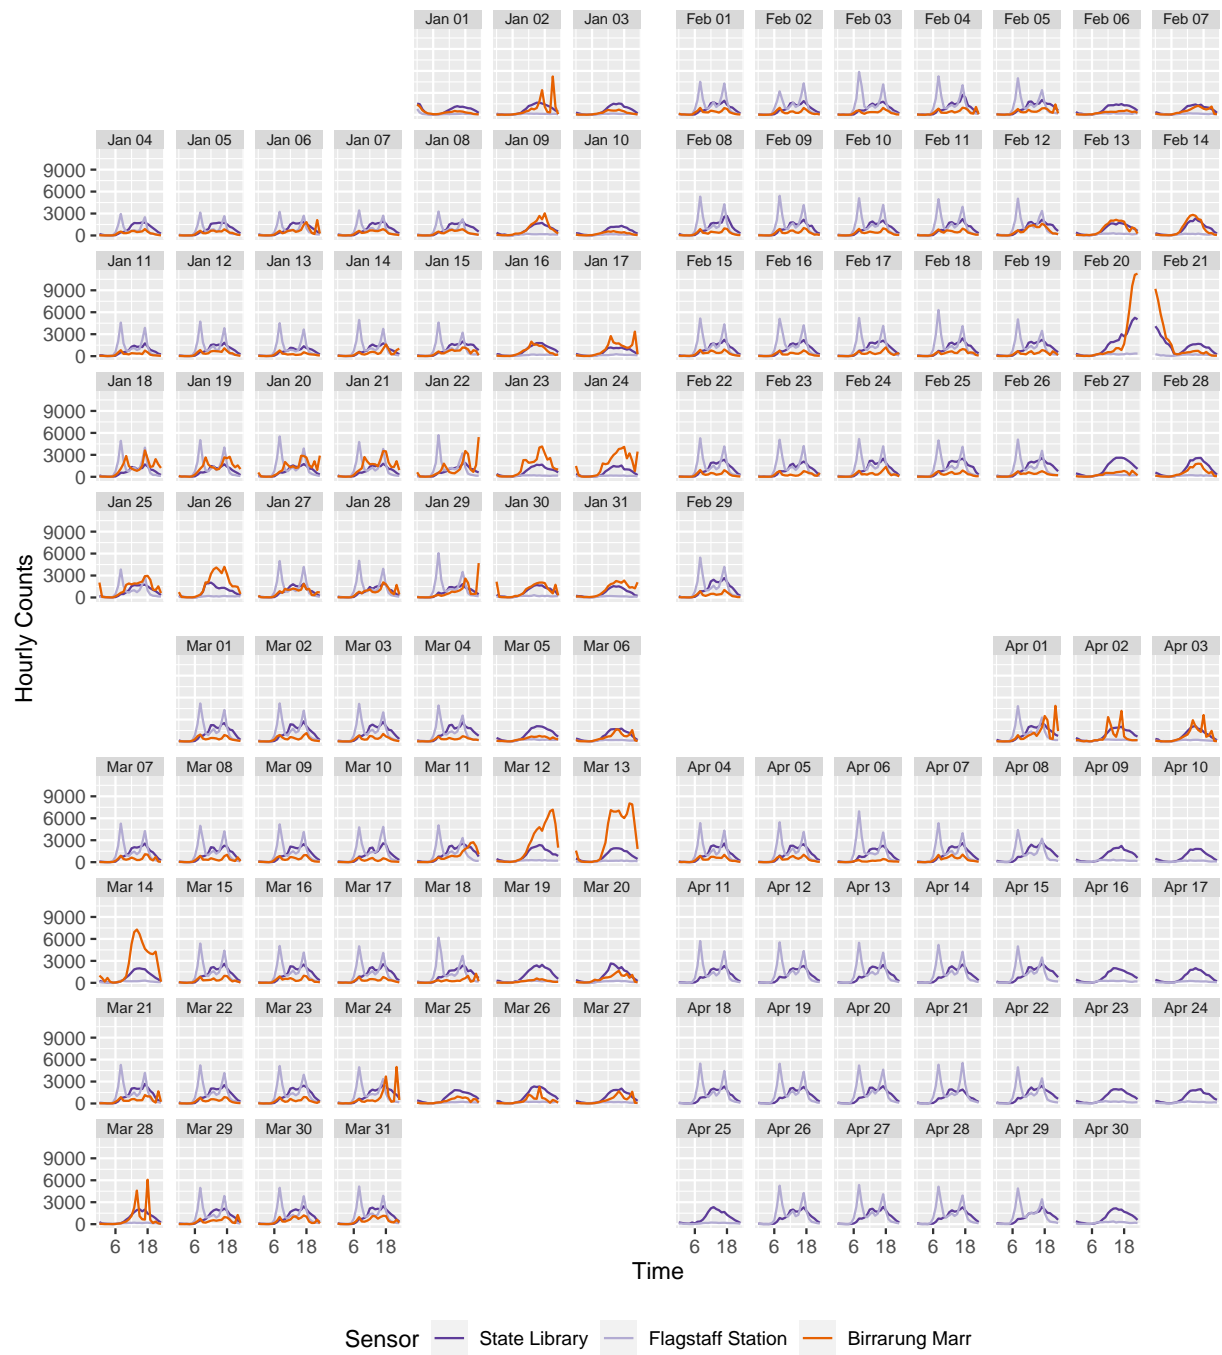 Jan 01 Jan 02 Jan 03 Feb 01 Feb 02 Feb 03 Feb 04 Feb 05 Feb 06 Feb 07
Jan 04 Jan 05 Jan 06 Jan 07 Jan 08 Jan 09 Jan 10 Feb 08 Feb 09 Feb 10 Feb 11 Feb 12 Feb 13 Feb 14
9000
6000
3000
0
Jan 11 Jan 12 Jan 13 Jan 14 Jan 15 Jan 16 Jan 17 Feb 15 Feb 16 Feb 17 Feb 18 Feb 19 Feb 20 Feb 21
9000
6000
3000
0
Jan 18 Jan 19 Jan 20 Jan 21 Jan 22 Jan 23 Jan 24 Feb 22 Feb 23 Feb 24 Feb 25 Feb 26 Feb 27 Feb 28
9000
6000
3000
0
Jan 25 Jan 26 Jan 27 Jan 28 Jan 29 Jan 30 Jan 31 Feb 29
9000
6000
3000
0
Hourly Counts
Mar 01 Mar 02 Mar 03 Mar 04 Mar 05 Mar 06 Apr 01 Apr 02 Apr 03
Mar 07 Mar 08 Mar 09 Mar 10 Mar 11 Mar 12 Mar 13 Apr 04 Apr 05 Apr 06 Apr 07 Apr 08 Apr 09 Apr 10
9000
6000
3000
0
Mar 14 Mar 15 Mar 16 Mar 17 Mar 18 Mar 19 Mar 20 Apr 11 Apr 12 Apr 13 Apr 14 Apr 15 Apr 16 Apr 17
9000
6000
3000
0
Mar 21 Mar 22 Mar 23 Mar 24 Mar 25 Mar 26 Mar 27 Apr 18 Apr 19 Apr 20 Apr 21 Apr 22 Apr 23 Apr 24
9000
6000
3000
0
Mar 28 Mar 29 Mar 30 Mar 31 Apr 25 Apr 26 Apr 27 Apr 28 Apr 29 Apr 30
9000
6000
3000
0
6 18 6 18 6 18 6 18 6 18 6 18 6 18 6 18 6 18 6 18
Time
Sensor State Library Flagstaff Station Birrarung Marr